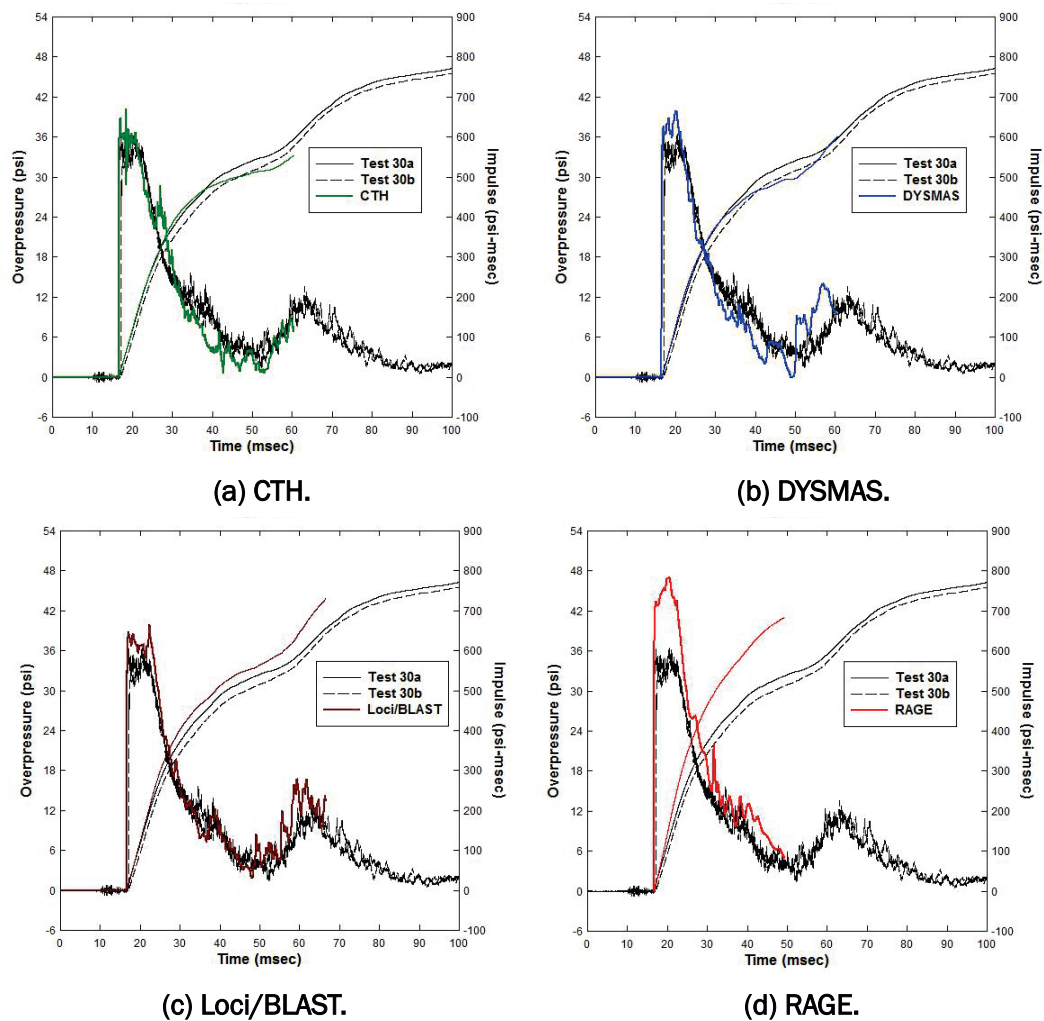 54
48
42
36
30
24
18
12
6
0
-6
900
800
700
600
500
400
300
200
100
0
-100
Overpressure (psi)
Impulse (psi-msec)
Test 30a
Test 30b
CTH
0 10 20 30 40 50 60 70 80 90 100
Time (msec)
(a) CTH.
54
48
42
36
30
24
18
12
6
0
-6
900
800
700
600
500
400
300
200
100
0
-100
Overpressure (psi)
Impulse (psi-msec)
Test 30a
Test 30b
DYSMAS
0 10 20 30 40 50 60 70 80 90 100
Time (msec)
(b) DYSMAS.
54
48
42
36
30
24
18
12
6
0
-6
900
800
700
600
500
400
300
200
100
0
-100
Overpressure (psi)
Impulse (psi-msec)
Test 30a
Test 30b
Loci/BLAST
0 10 20 30 40 50 60 70 80 90 100
Time (msec)
(c) Loci/BLAST.
54
48
42
36
30
24
18
12
6
0
-6
900
800
700
600
500
400
300
200
100
0
-100
Overpressure (psi)
Impulse (psi-msec)
Test 30a
Test 30b
RAGE
0 10 20 30 40 50 60 70 80 90 100
Time (msec)
(d) RAGE.